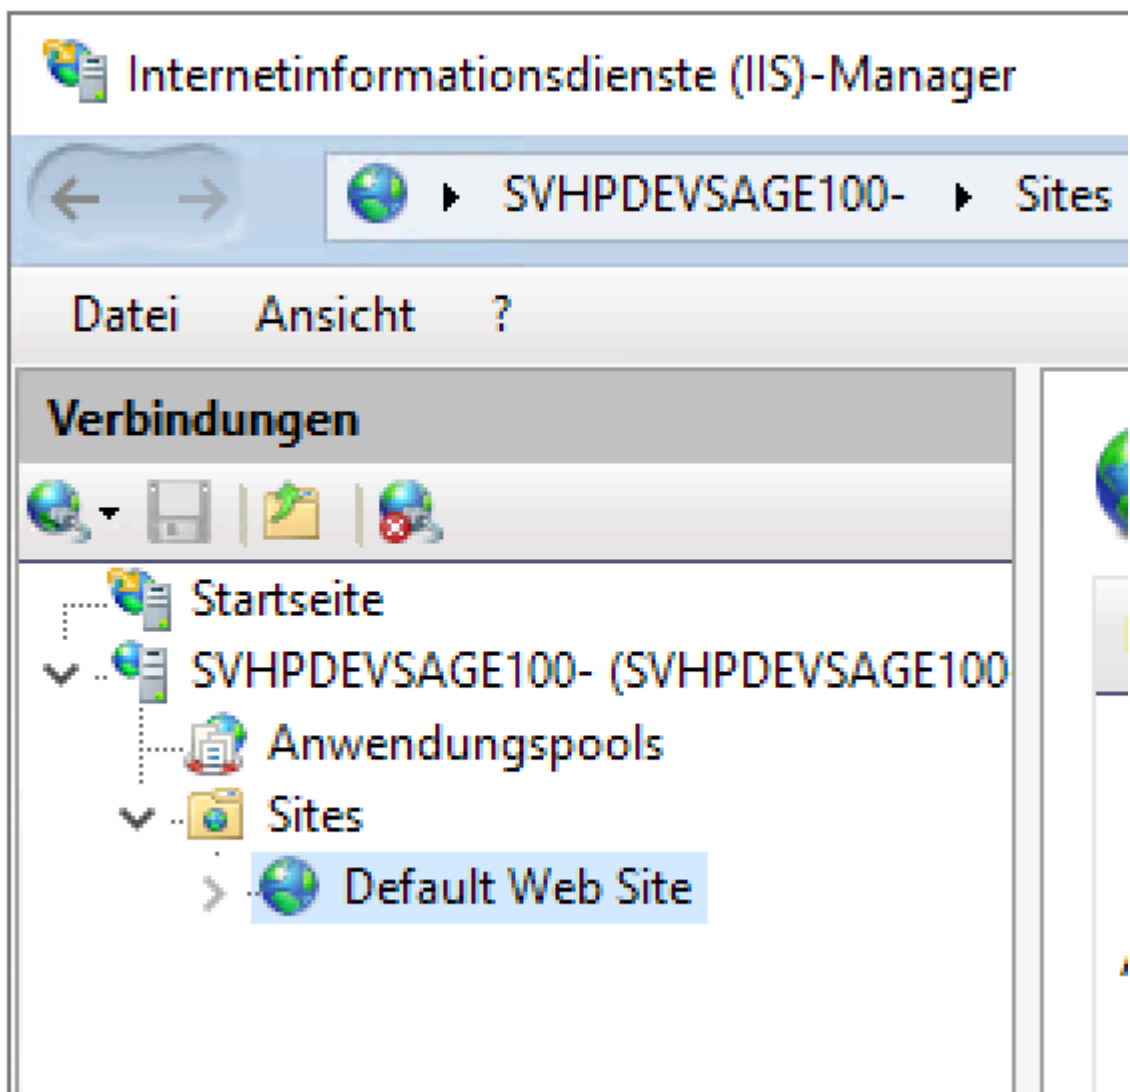 Internetinformationsdienste (IIS)-Manager
SVHPDEVSAGE100- Sites
Datei Ansicht ?
Verbindungen
Startseite
SVHPDEVSAGE100- (SVHPDEVSAGE100-
Anwendungspools
Sites
Default Web Site